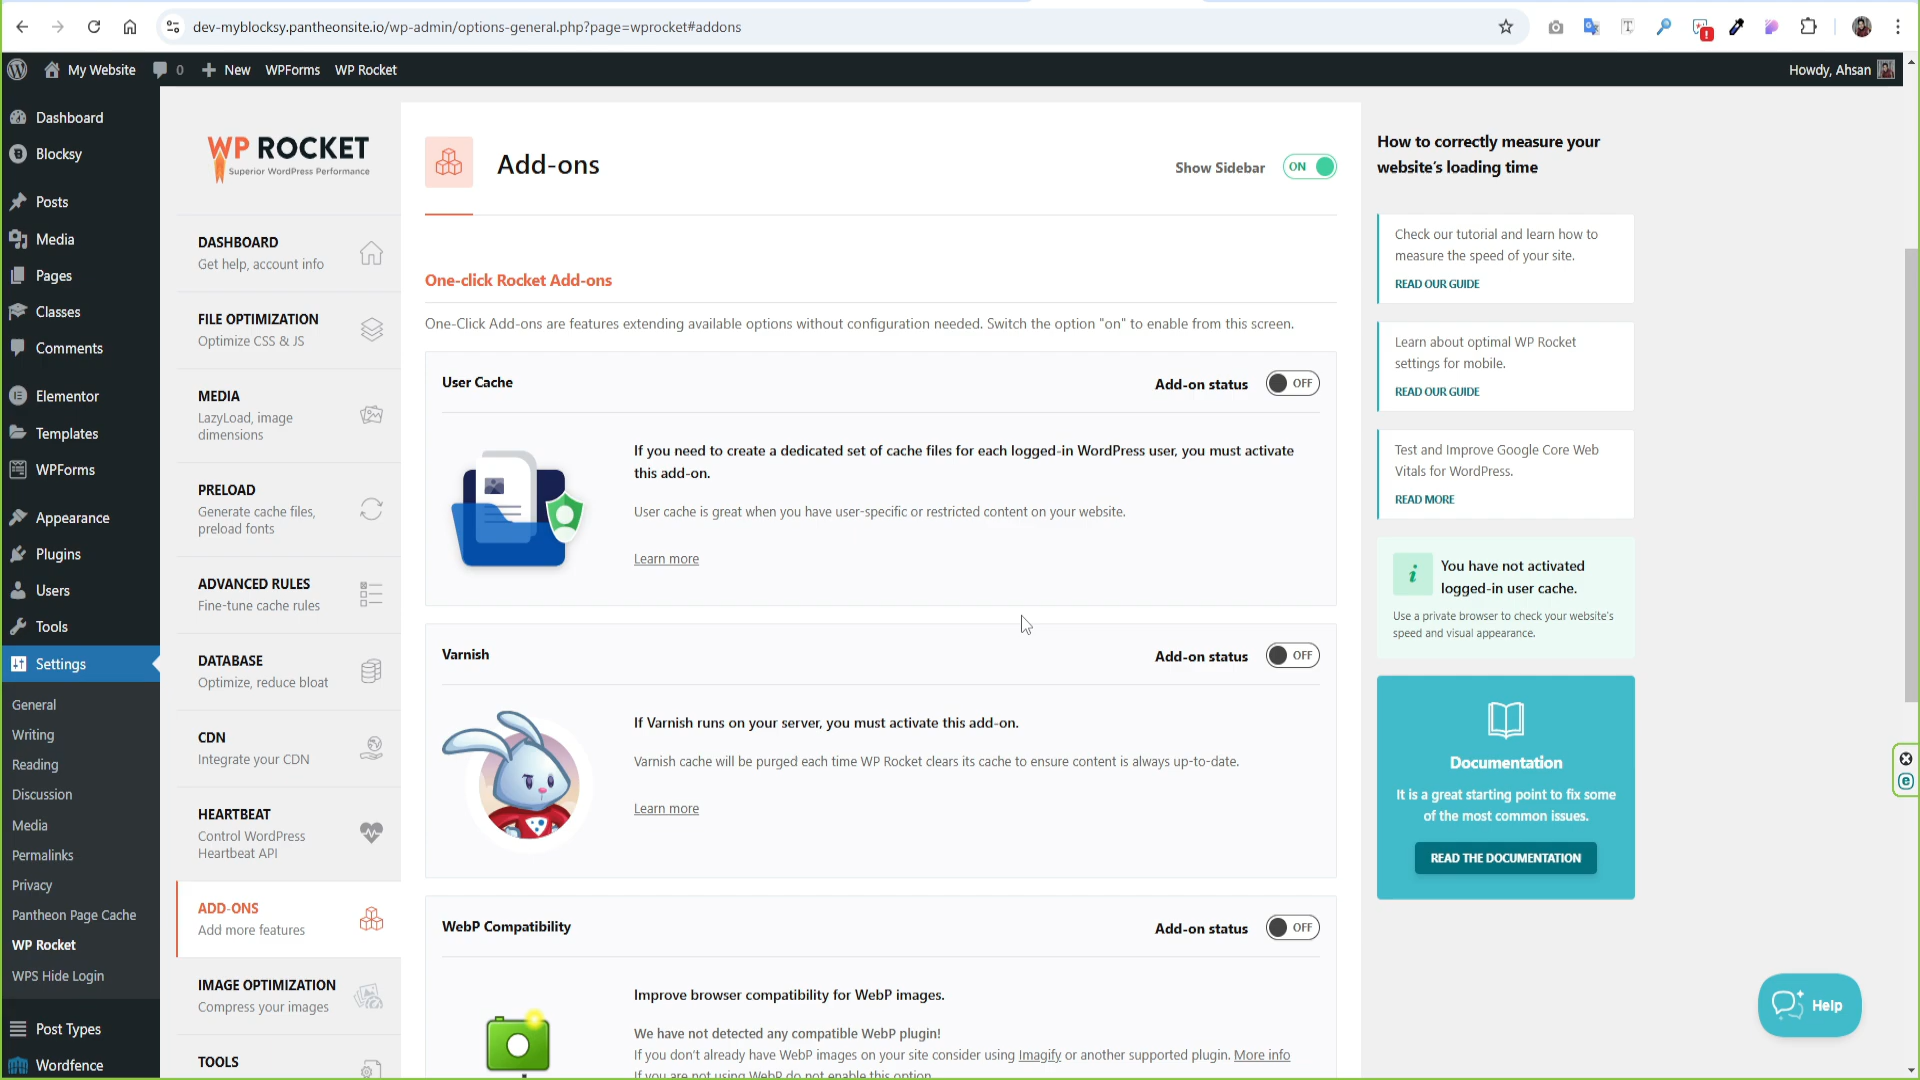 dev-myblocksy.pantheonsite.io/wp-admin/options-general.php?page=wprocket#addons
My Website
0
New
WPForms
WP Rocket
Howdy, Ahsan
Dashboard
Blocksy
Posts
Media
Pages
Classes
Comments
Elementor
Templates
WPForms
Appearance
Plugins
Users
Tools
Settings
General
Writing
Reading
Discussion
Media
Permalinks
Privacy
Pantheon Page Cache
WP Rocket
WPS Hide Login
Post Types
Wordfence
WP ROCKET
Superior WordPress Performance
DASHBOARD
Get help, account info
FILE OPTIMIZATION
Optimize CSS & JS
MEDIA
LazyLoad, image
dimensions
PRELOAD
Generate cache files,
preload fonts
ADVANCED RULES
Fine-tune cache rules
DATABASE
Optimize, reduce bloat
CDN
Integrate your CDN
HEARTBEAT
Control WordPress
Heartbeat API
ADD-ONS
Add more features
IMAGE OPTIMIZATION
Compress your images
TOOLS
Add-ons
Show Sidebar
ON
One-click Rocket Add-ons
One-Click Add-ons are features extending available options without configuration needed. Switch the option "on" to enable from this screen.
User Cache
Add-on status
OFF
If you need to create a dedicated set of cache files for each logged-in WordPress user, you must activate
this add-on.
User cache is great when you have user-specific or restricted content on your website.
Learn more
Varnish
Add-on status
OFF
If Varnish runs on your server, you must activate this add-on.
Varnish cache will be purged each time WP Rocket clears its cache to ensure content is always up-to-date.
Learn more
WebP Compatibility
Add-on status
OFF
Improve browser compatibility for WebP images.
We have not detected any compatible WebP plugin!
If you don't already have WebP images on your site consider using Imagify or another supported plugin. More info
If you are not using WebP do not enable this option.
How to correctly measure your
website's loading time
Check our tutorial and learn how to
measure the speed of your site.
READ OUR GUIDE
Learn about optimal WP Rocket
settings for mobile.
READ OUR GUIDE
Test and Improve Google Core Web
Vitals for WordPress.
READ MORE
You have not activated
logged-in user cache.
Use a private browser to check your website's
speed and visual appearance.
Documentation
It is a great starting point to fix some
of the most common issues.
READ THE DOCUMENTATION
Help